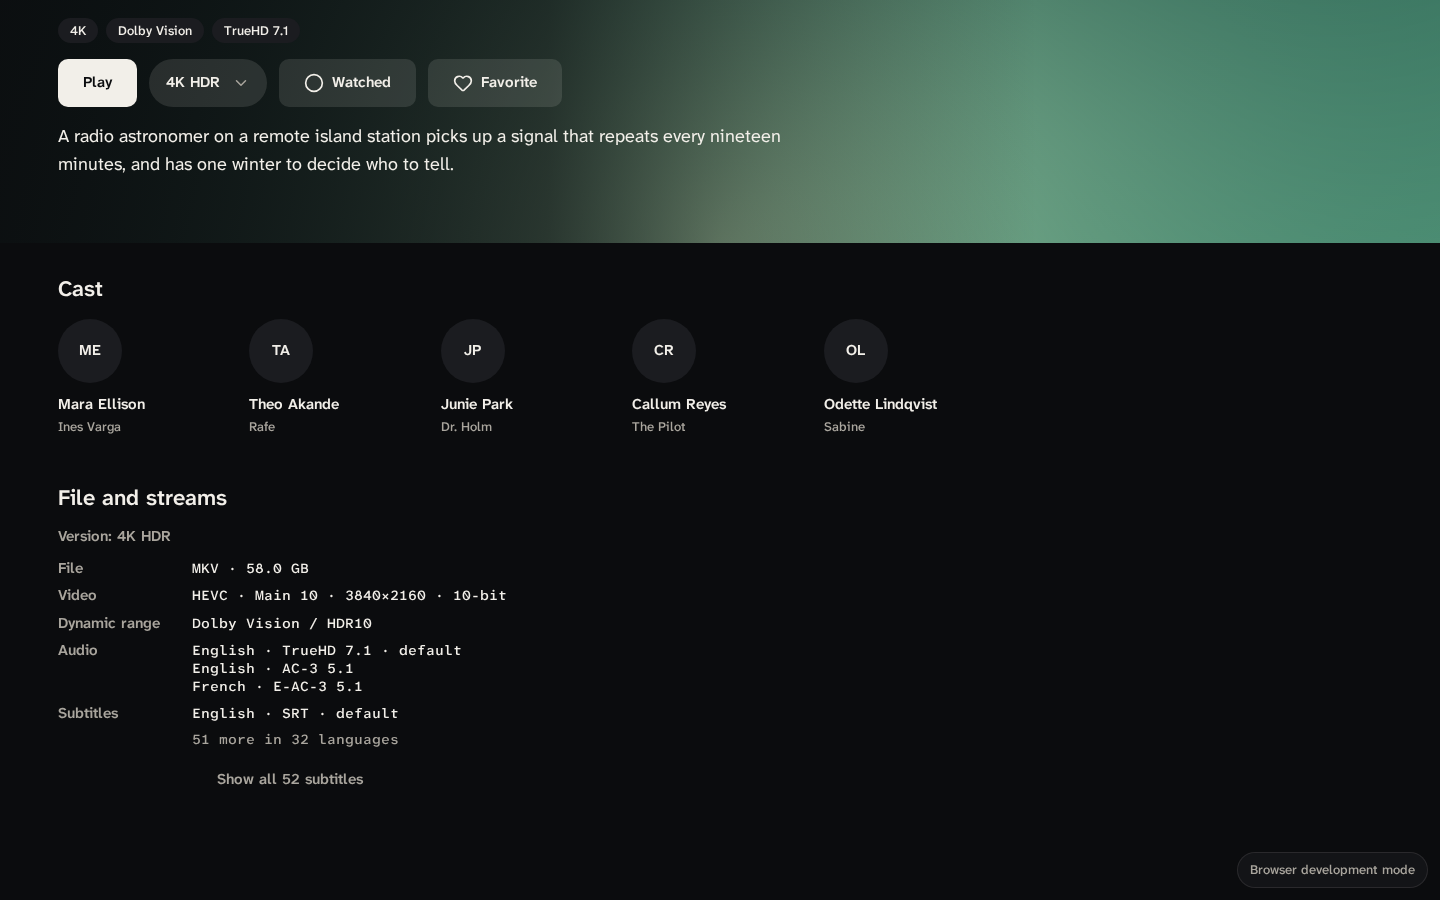 4K Dolby Vision TrueHD 7.1
Play 4K HDR Watched Favorite
A radio astronomer on a remote island station picks up a signal that repeats every nineteen
minutes, and has one winter to decide who to tell.
Cast
ME TA JP CR OL
Mara Ellison Theo Akande Junie Park Callum Reyes Odette Lindqvist
Ines Varga Rafe Dr. Holm The Pilot Sabine
File and streams
Version: 4K HDR
File MKV · 58.0 GB
Video HEVC · Main 10 · 3840×2160 · 10-bit
Dynamic range Dolby Vision / HDR10
Audio English · TrueHD 7.1 · default
English · AC-3 5.1
French · E-AC-3 5.1
Subtitles English · SRT · default
51 more in 32 languages
Show all 52 subtitles
Browser development mode